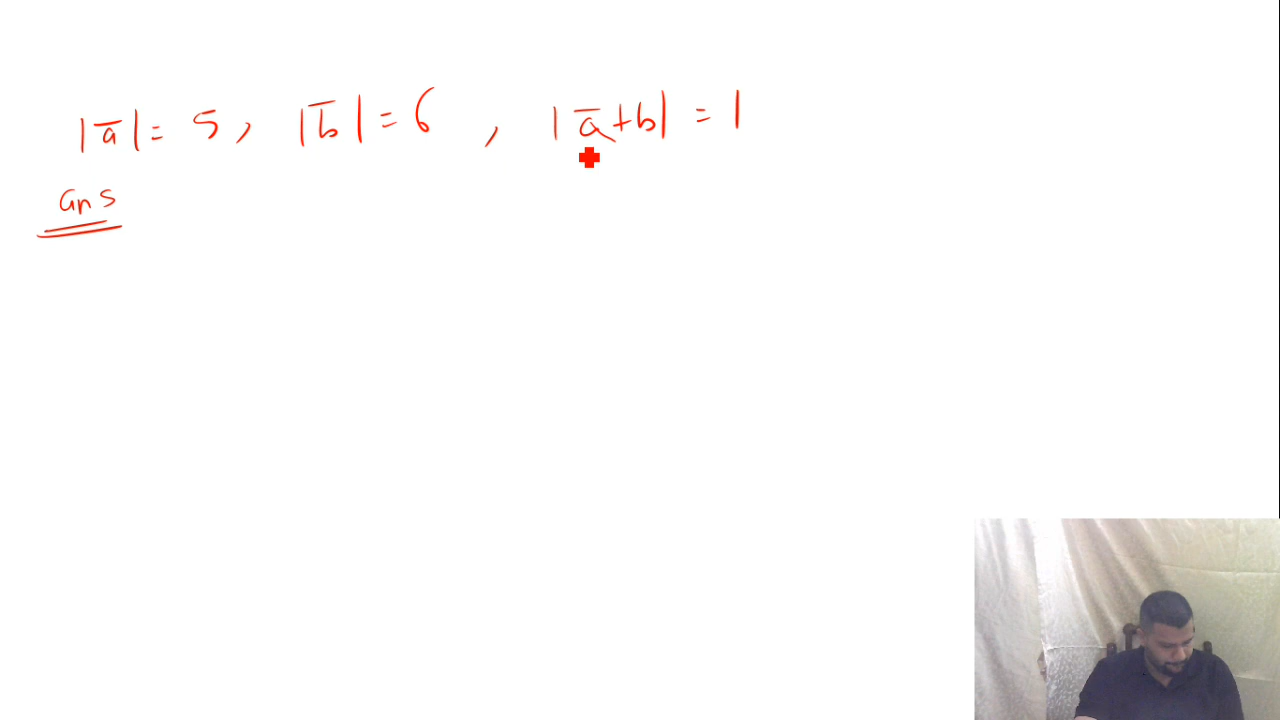 |a̅| = 5, |b̅| = 6, |a̅+b| = 1
ans